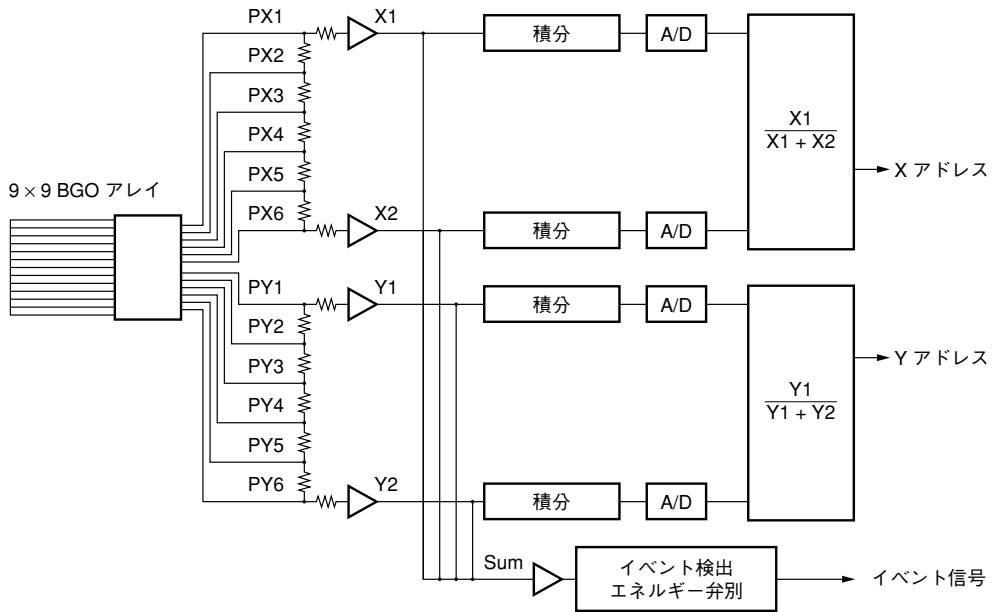 PX1
X1
積分
A/D
PX2
PX3
PX4
PX5
PX6
X2
積分
A/D
X1
X1 + X2
X アドレス
9 × 9 BGO アレイ
PY1
Y1
積分
A/D
PY2
PY3
PY4
PY5
PY6
Y2
積分
A/D
Y1
Y1 + Y2
Y アドレス
Sum
イベント検出
エネルギー弁別
イベント信号